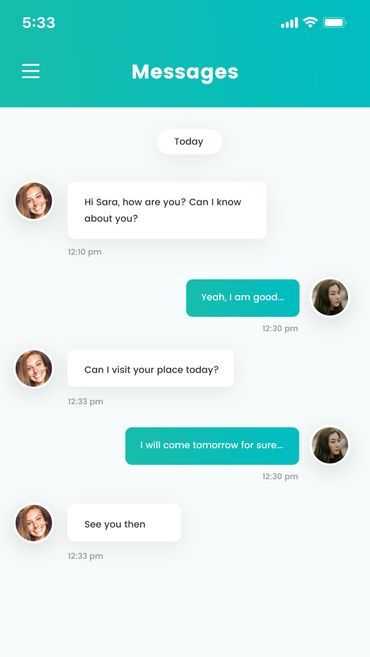 5:33
Messages
Today
Hi Sara, how are you? Can I know
about you?
12:10 pm
Yeah, I am good...
12:30 pm
Can I visit your place today?
12:33 pm
I will come tomorrow for sure...
12:30 pm
See you then
12:33 pm